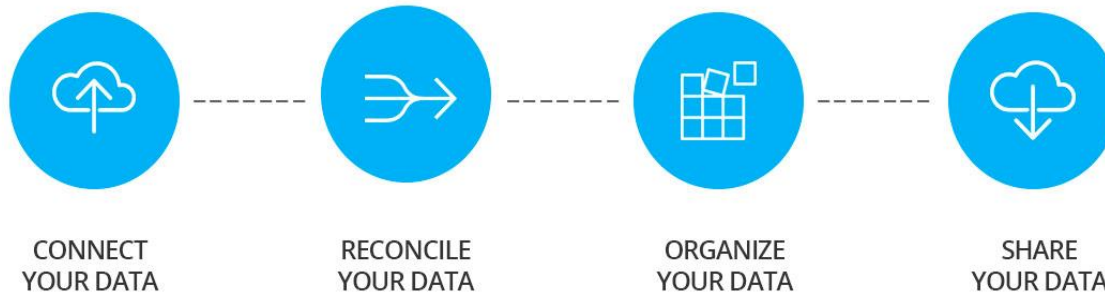 CONNECT
YOUR DATA
RECONCILE
YOUR DATA
ORGANIZE
YOUR DATA
SHARE
YOUR DATA